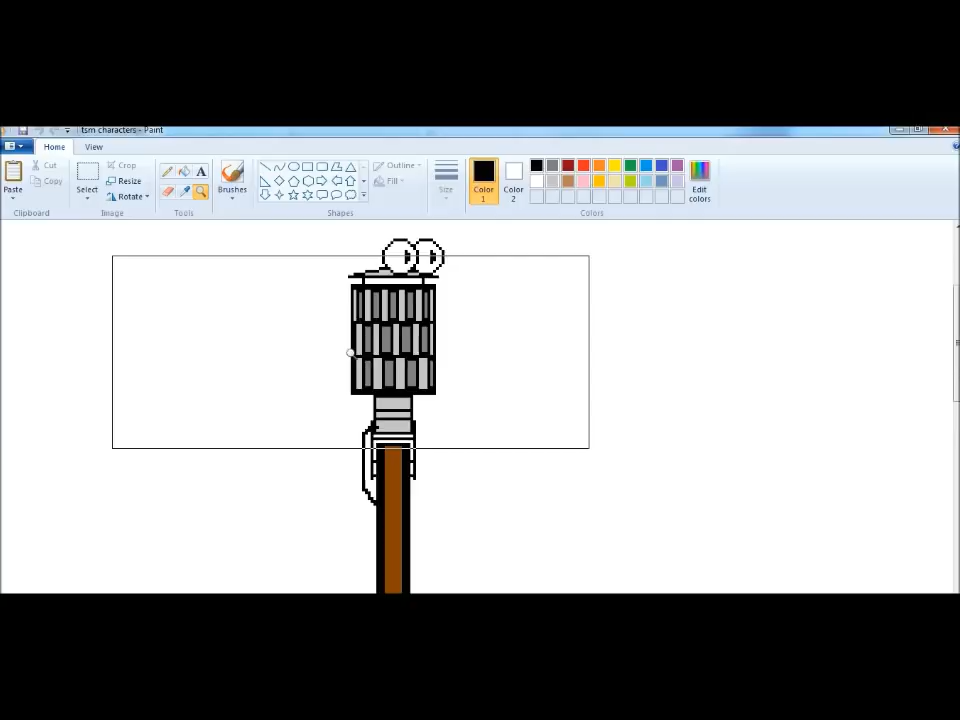 tsm characters - Paint
Home View
Paste
Cut
Copy
Clipboard
Select
Crop
Resize
Rotate
Image
A
Tools
Brushes
Outline
Fill
Shapes
Size
Color 1
Color 2
Edit colors
Colors